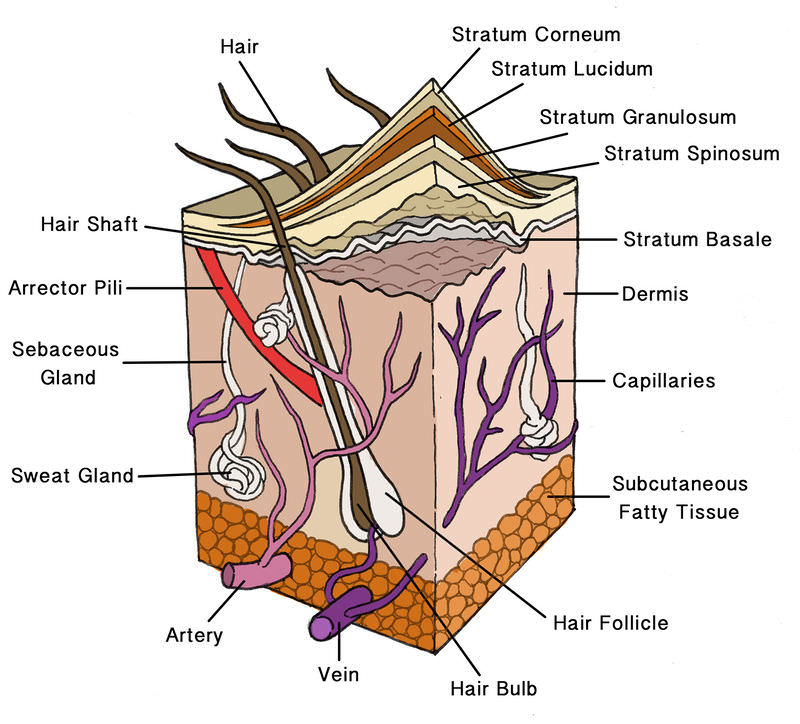 Hair
Stratum Corneum
Stratum Lucidum
Stratum Granulosum
Stratum Spinosum
Hair Shaft
Stratum Basale
Arrector Pili
Dermis
Sebaceous
Gland
Capillaries
Sweat Gland
Subcutaneous
Fatty Tissue
Artery
Hair Follicle
Vein
Hair Bulb